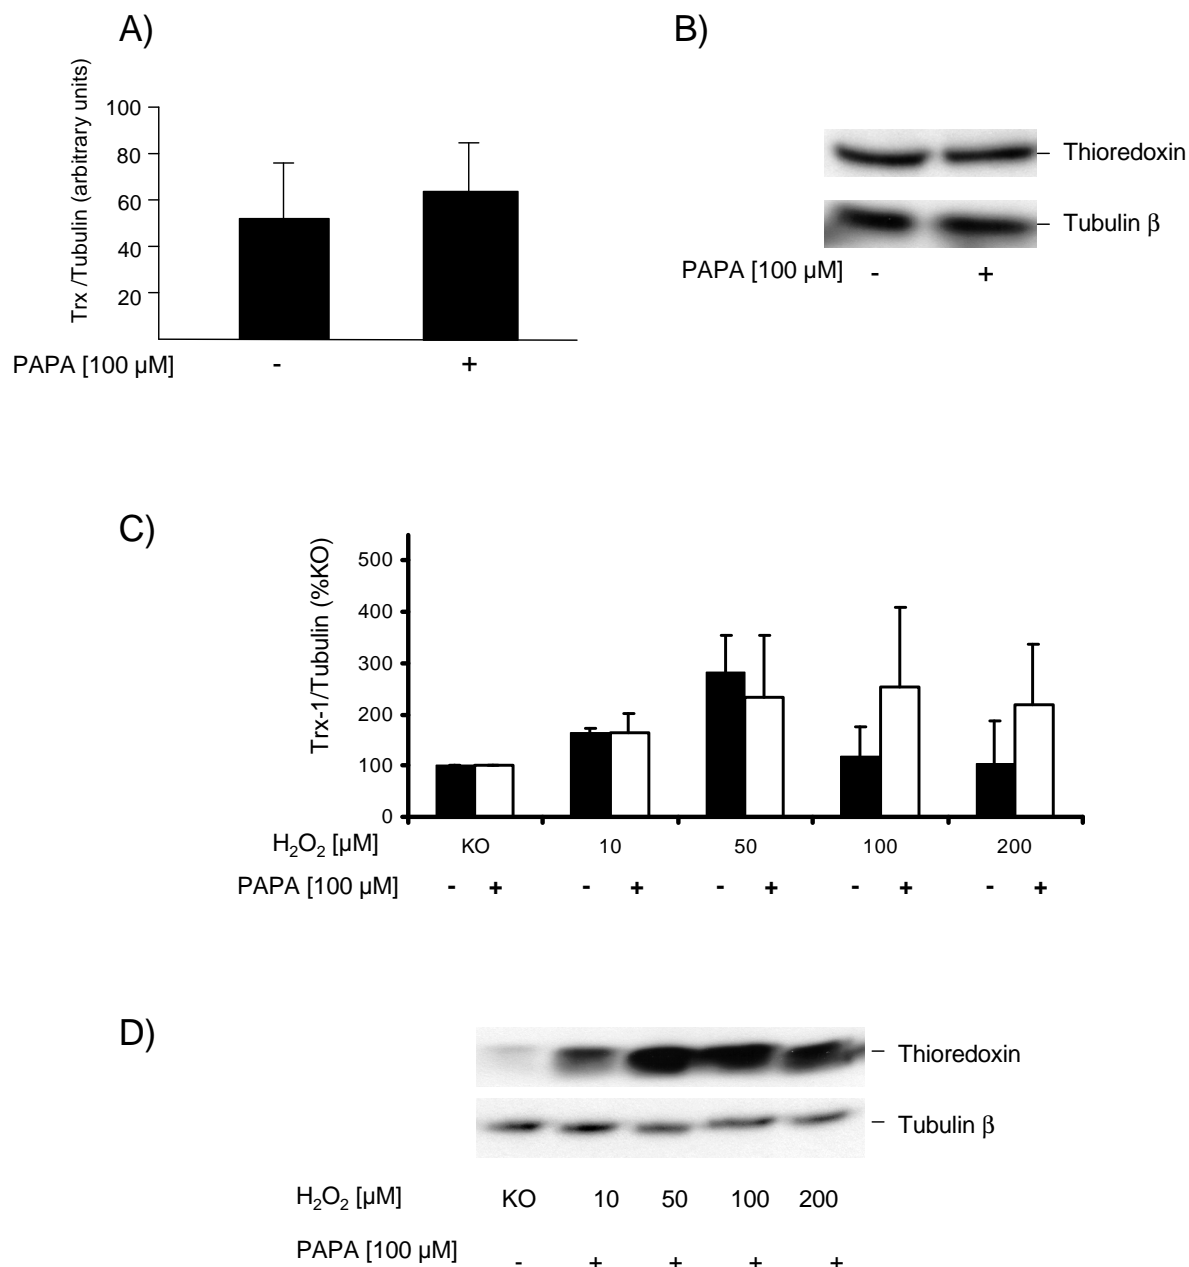 A)
Trx /Tubulin (arbitrary units)
100
80
60
40
20
PAPA [100 µM] - +
B)
Thioredoxin
Tubulin β
PAPA [100 µM] - +
C)
Trx-1/Tubulin (%KO)
500
400
300
200
100
0
H₂O₂ [µM] KO 10 50 100 200
PAPA [100 µM] - + - + - + - + - +
D)
Thioredoxin
Tubulin β
H₂O₂ [µM] KO 10 50 100 200
PAPA [100 µM] - + + + +